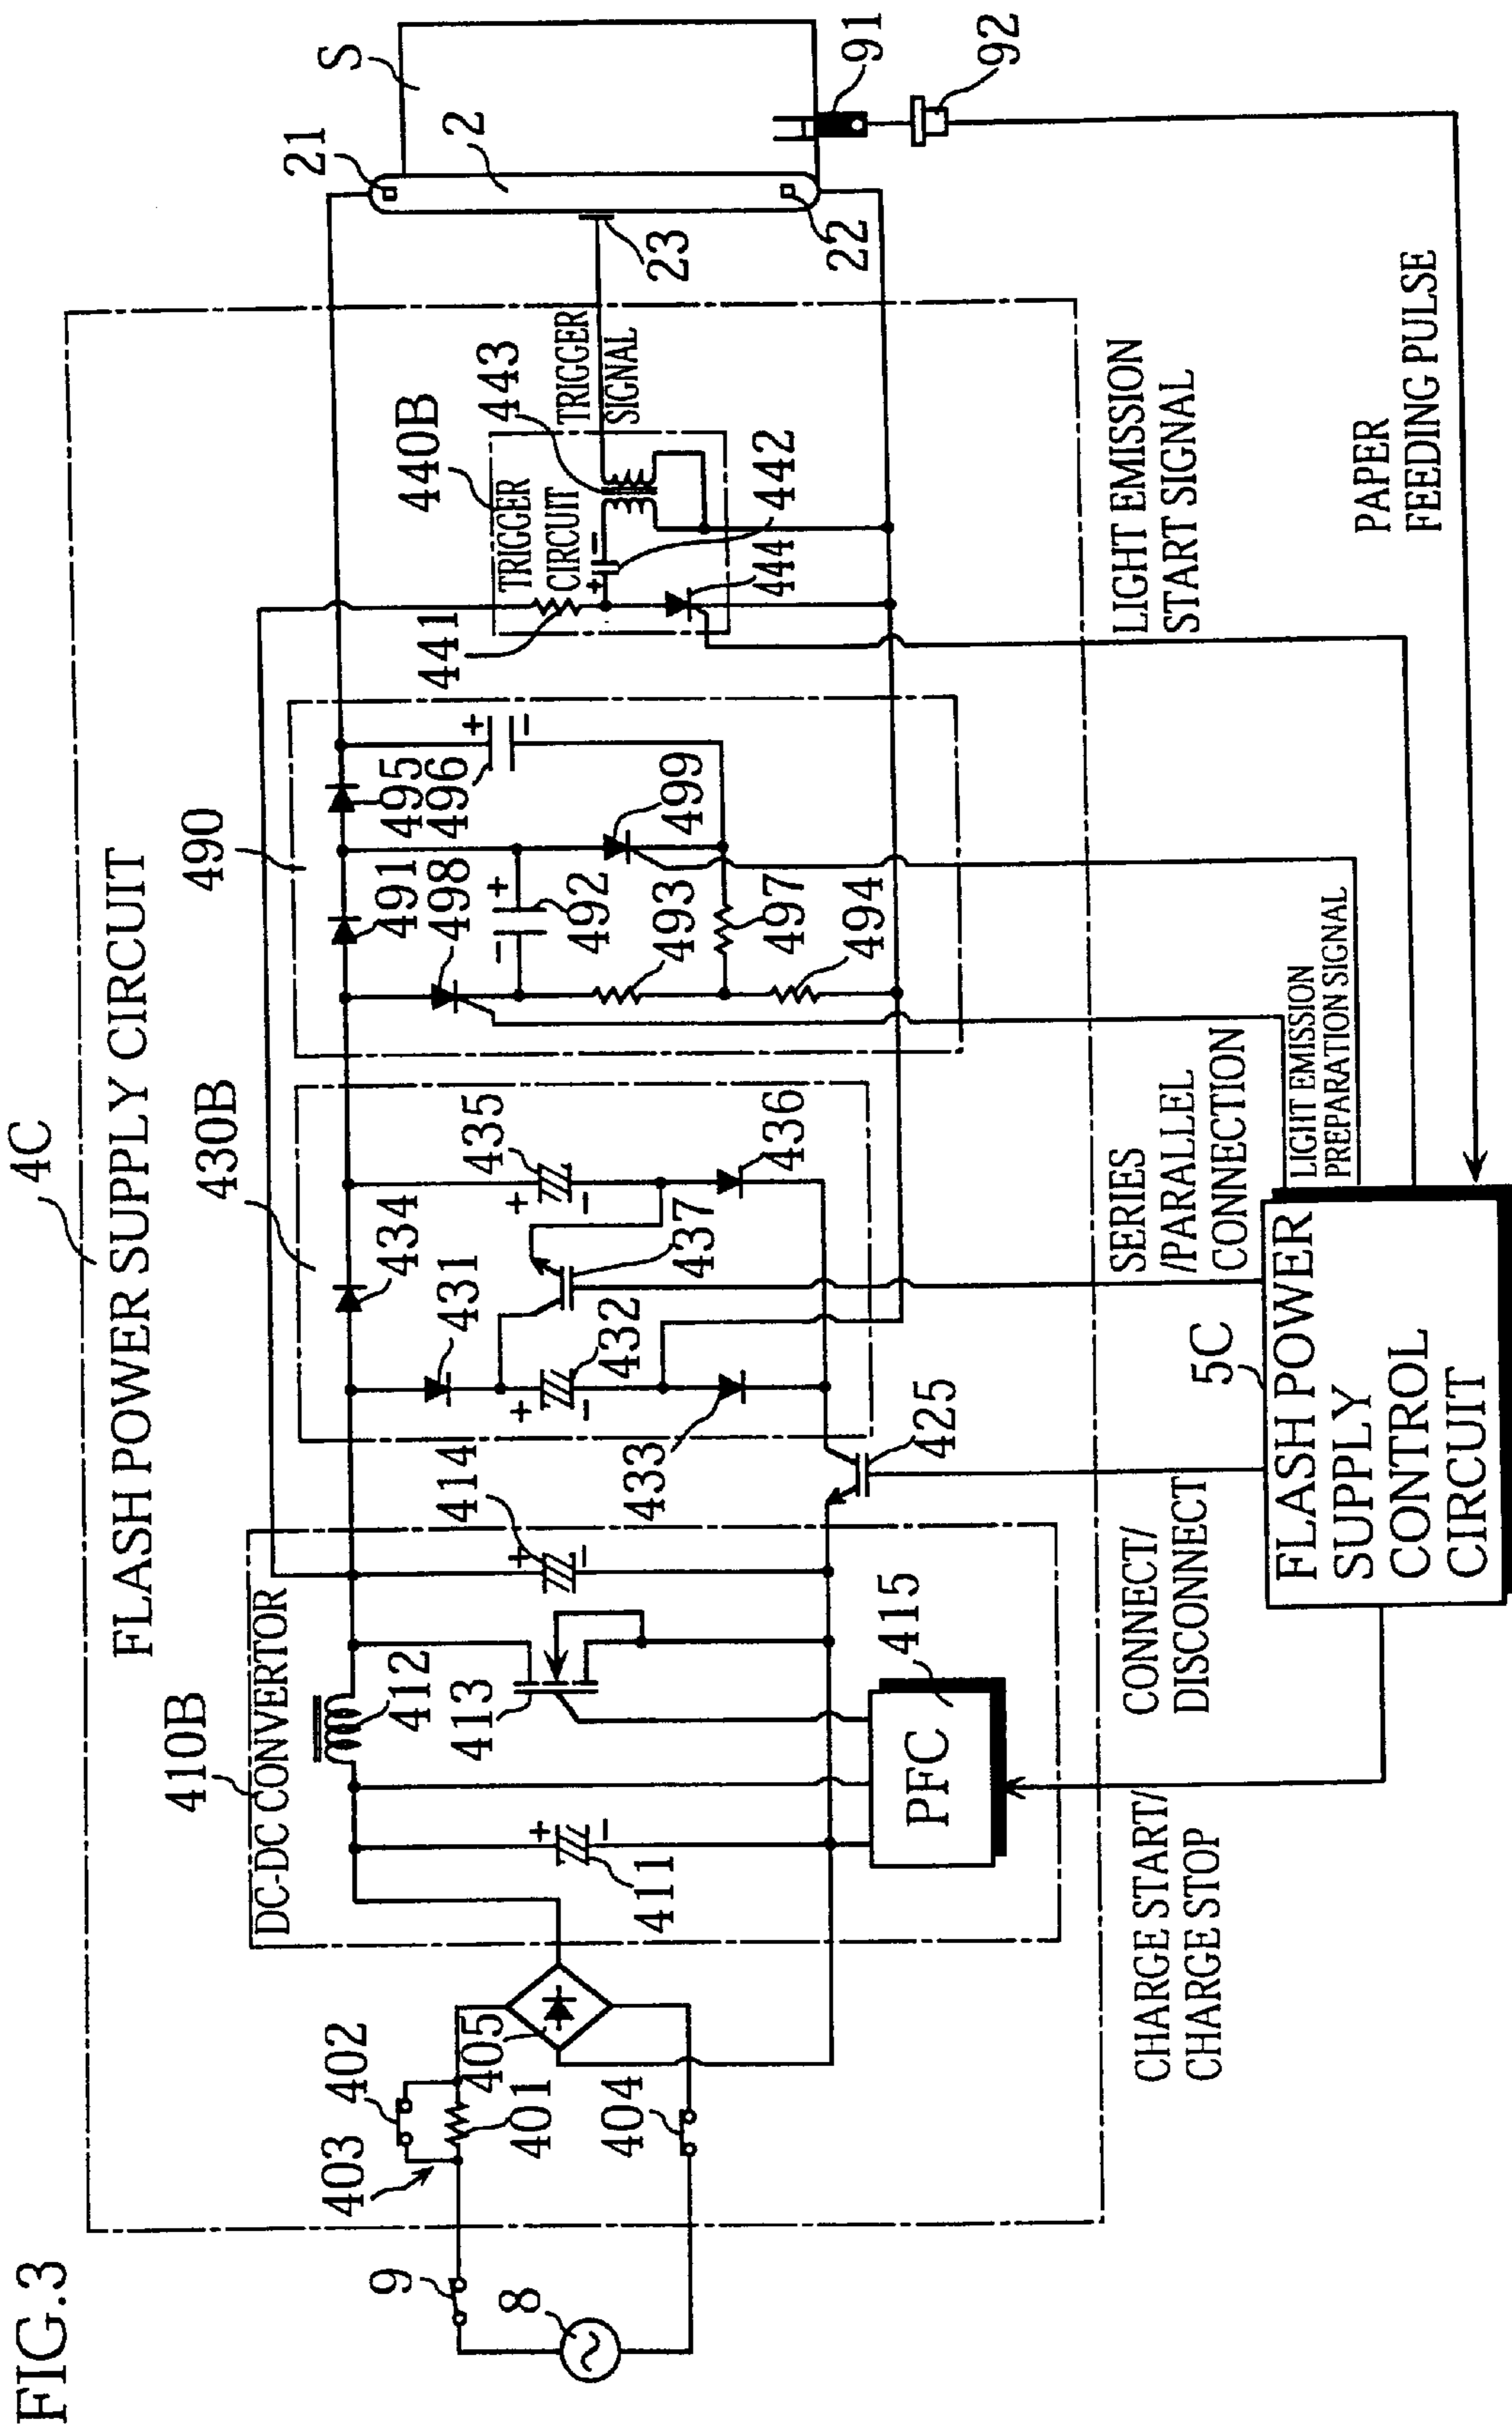 FIG.3
4C
FLASH POWER SUPPLY CIRCUIT
410B
DC-DC CONVERTOR
430B
490
440B
TRIGGER
CIRCUIT
TRIGGER
SIGNAL
S
2
21
22
23
91
92
8
9
401
402
403
404
405
411
+
−
412
413
414
+
−
415
PFC
425
431
432
+
−
433
434
435
+
−
436
437
491
492
+
−
493
494
495
496
+
−
497
498
499
441
442
+
−
443
444
CHARGE START/
CHARGE STOP
CONNECT/
DISCONNECT
SERIES
/PARALLEL
CONNECTION
LIGHT EMISSION
PREPARATION SIGNAL
LIGHT EMISSION
START SIGNAL
PAPER
FEEDING PULSE
5C
FLASH POWER
SUPPLY
CONTROL
CIRCUIT